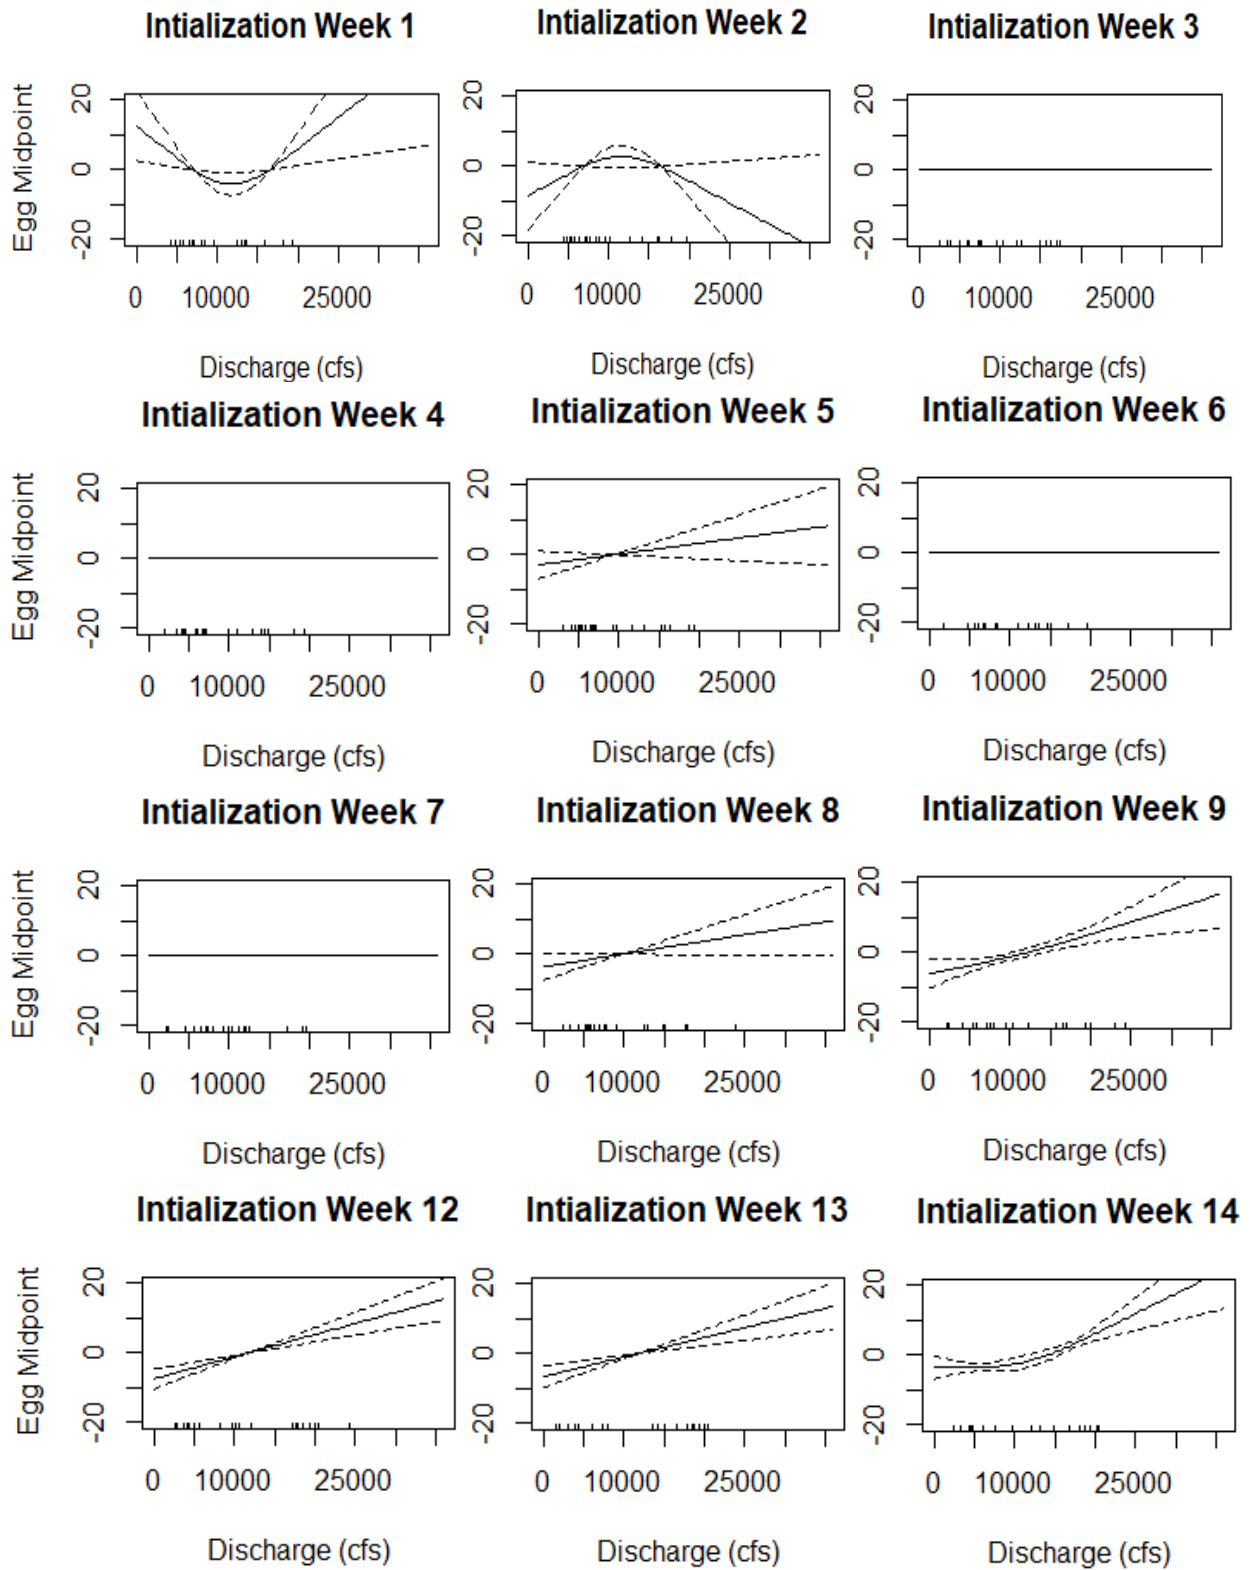 Intialization Week 1
Egg Midpoint
20
0
-20
0 10000 25000
Discharge (cfs)
Intialization Week 2
20
0
-20
0 10000 25000
Discharge (cfs)
Intialization Week 3
20
0
-20
0 10000 25000
Discharge (cfs)
Intialization Week 4
Egg Midpoint
20
0
-20
0 10000 25000
Discharge (cfs)
Intialization Week 5
20
0
-20
0 10000 25000
Discharge (cfs)
Intialization Week 6
20
0
-20
0 10000 25000
Discharge (cfs)
Intialization Week 7
Egg Midpoint
20
0
-20
0 10000 25000
Discharge (cfs)
Intialization Week 8
20
0
-20
0 10000 25000
Discharge (cfs)
Intialization Week 9
20
0
-20
0 10000 25000
Discharge (cfs)
Intialization Week 12
Egg Midpoint
20
0
-20
0 10000 25000
Discharge (cfs)
Intialization Week 13
20
0
-20
0 10000 25000
Discharge (cfs)
Intialization Week 14
20
0
-20
0 10000 25000
Discharge (cfs)